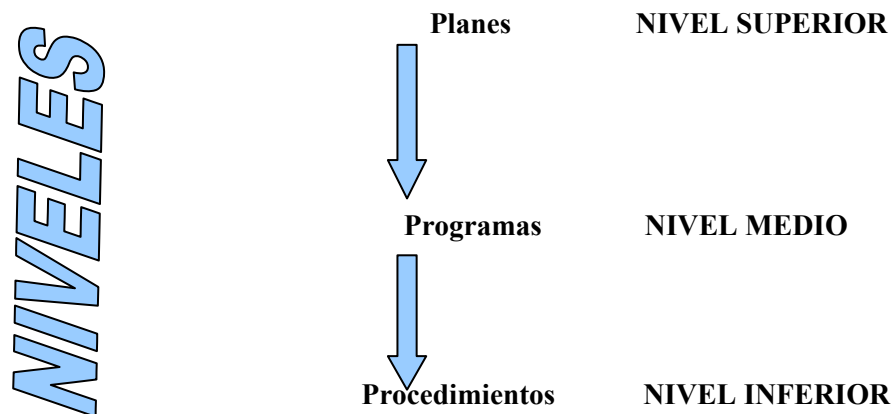 NIVELES
Planes NIVEL SUPERIOR
Programas NIVEL MEDIO
Procedimientos NIVEL INFERIOR